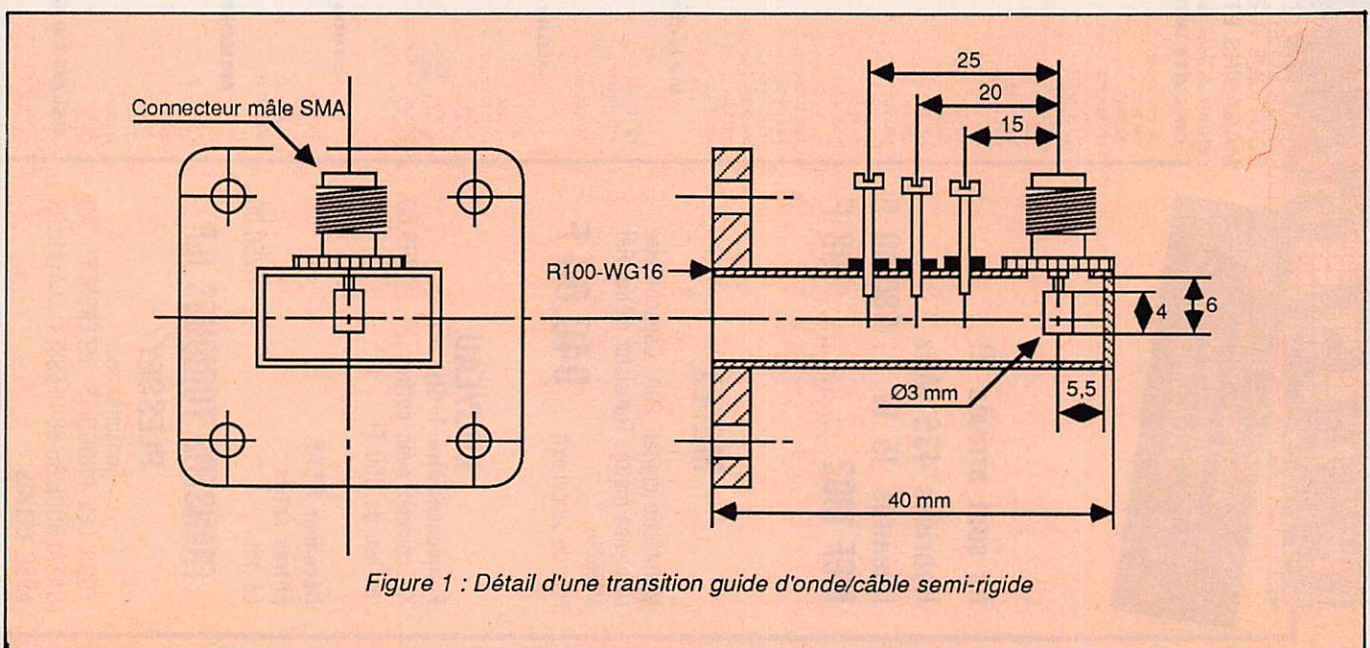 Connecteur mâle SMA
25
20
15
R100-WG16
4
6
Ø3 mm
5,5
40 mm
Figure 1 : Détail d'une transition guide d'onde/câble semi-rigide